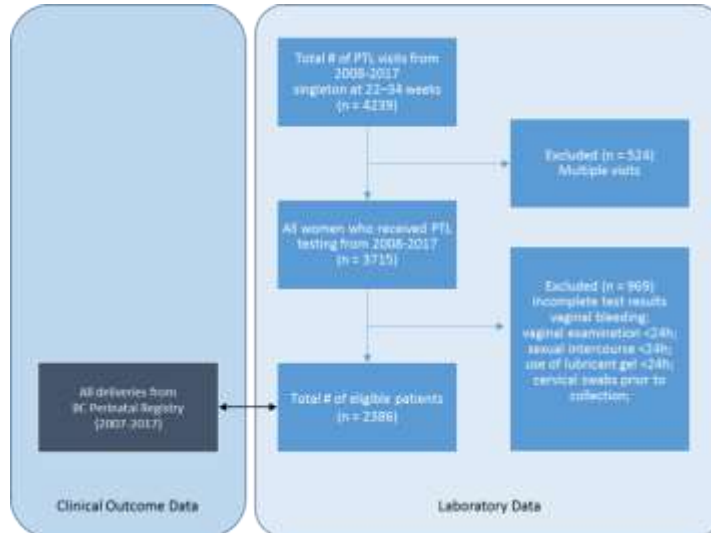 Total # of PTL visits from
2008-2017
singleton at 22–34 weeks
(n = 4239)
Excluded (n = 524)
Multiple visits
All women who received PTL
testing from 2008-2017
(n = 3715)
Excluded (n = 969)
incomplete test results
vaginal bleeding;
vaginal examination <24h;
sexual intercourse <24h;
use of lubricant gel <24h;
cervical swabs prior to
collection;
All deliveries from
BC Perinatal Registry
(2007-2017)
Total # of eligible patients
(n = 2386)
Clinical Outcome Data
Laboratory Data